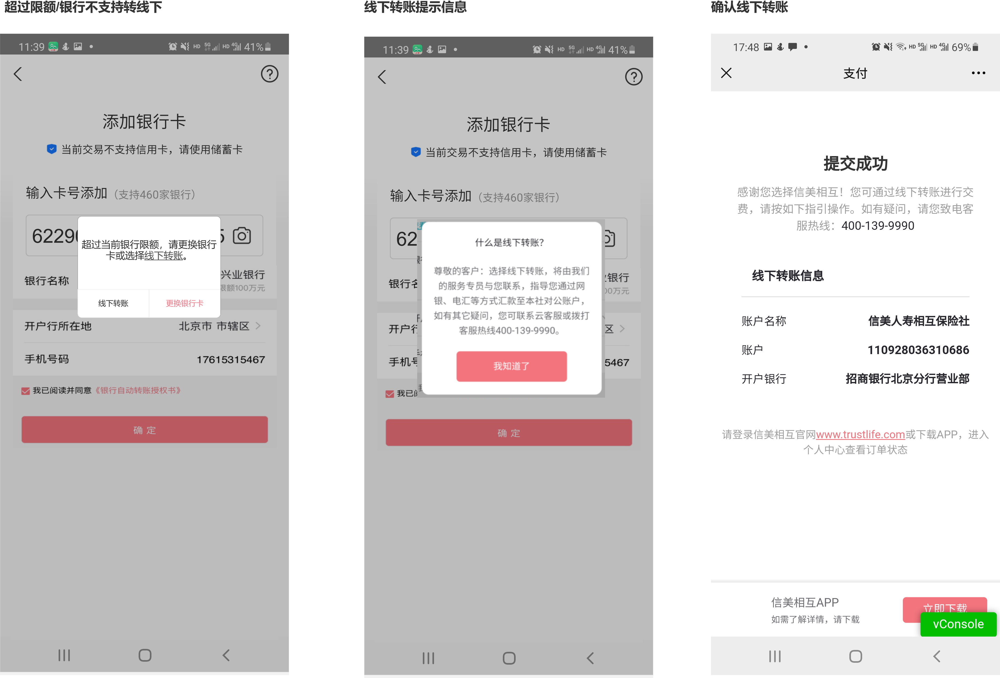 超过限额/银行不支持转线下
11:39
HD 5G HD 4G 41%
添加银行卡
当前交易不支持信用卡，请使用储蓄卡
输入卡号添加（支持460家银行）
6229
超过当前银行限额，请更换银行
卡或选择线下转账。
银行名称
兴业银行
限额100万元
线下转账 更换银行卡
开户行所在地 北京市 市辖区
手机号码 17615315467
我已阅读并同意《银行自动转账授权书》
确 定
线下转账提示信息
11:39
HD 5G HD 4G 41%
添加银行卡
当前交易不支持信用卡，请使用储蓄卡
输入卡号添加（支持460家银行）
62
什么是线下转账？
尊敬的客户：选择线下转账，将由我们
的服务专员与您联系，指导您通过网
银、电汇等方式汇款至本社对公账户，
如有其它疑问，您可联系云客服或拨打
客服热线400-139-9990。
我知道了
银行
万元
开户行
区
手机号
5467
我已
确 定
确认线下转账
17:48
HD 5G HD 4G 69%
支付
提交成功
感谢您选择信美相互！您可通过线下转账进行交
费，请按如下指引操作。如有疑问，请您致电客
服热线：400-139-9990
线下转账信息
账户名称 信美人寿相互保险社
账户 110928036310686
开户银行 招商银行北京分行营业部
请登录信美相互官网www.trustlife.com或下载APP，进入
个人中心查看订单状态
信美相互APP
如需了解详情，请下载
立即下载
vConsole